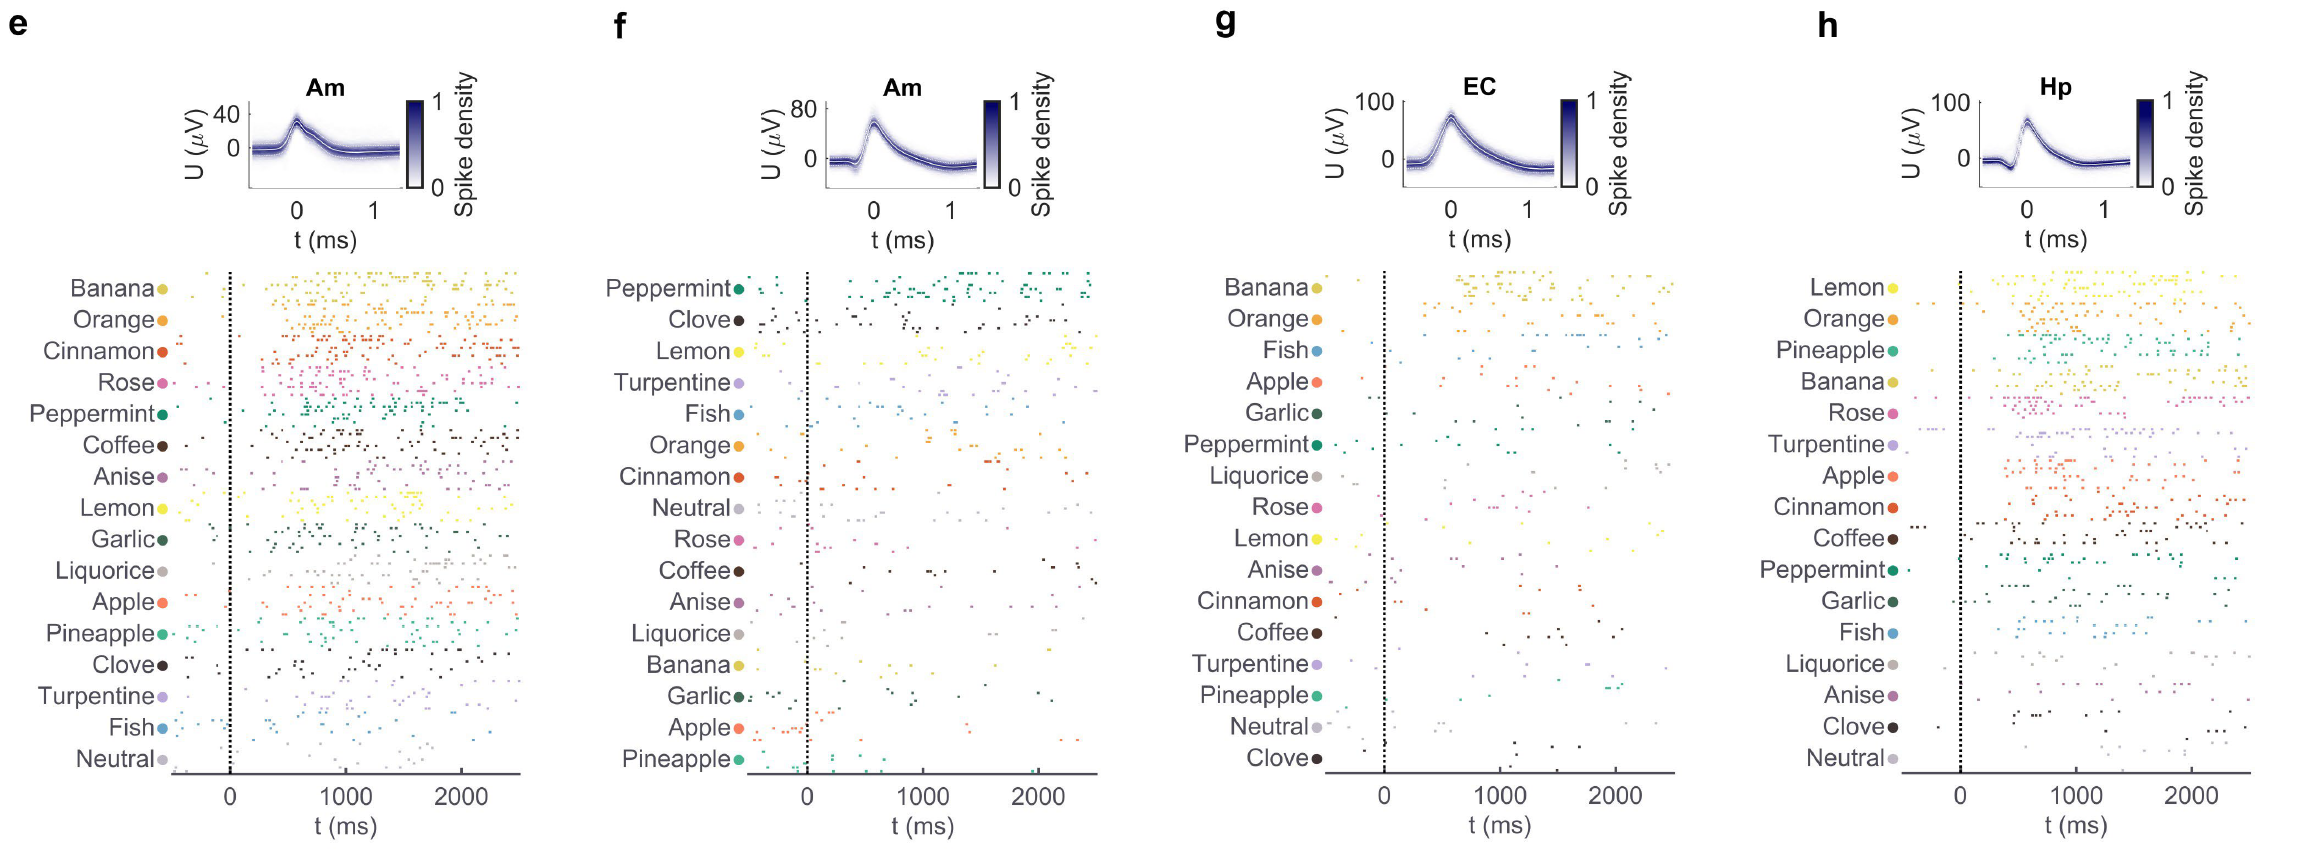 e
Am
40
0
U (μV)
0
1
t (ms)
1
0
Spike density
Banana
Orange
Cinnamon
Rose
Peppermint
Coffee
Anise
Lemon
Garlic
Liquorice
Apple
Pineapple
Clove
Turpentine
Fish
Neutral
0
1000
2000
t (ms)
f
Am
80
0
U (μV)
0
1
t (ms)
1
0
Spike density
Peppermint
Clove
Lemon
Turpentine
Fish
Orange
Cinnamon
Neutral
Rose
Coffee
Anise
Liquorice
Banana
Garlic
Apple
Pineapple
0
1000
2000
t (ms)
g
EC
100
0
U (μV)
0
1
t (ms)
1
0
Spike density
Banana
Orange
Fish
Apple
Garlic
Peppermint
Liquorice
Rose
Lemon
Anise
Cinnamon
Coffee
Turpentine
Pineapple
Neutral
Clove
0
1000
2000
t (ms)
h
Hp
100
0
U (μV)
0
1
t (ms)
1
0
Spike density
Lemon
Orange
Pineapple
Banana
Rose
Turpentine
Apple
Cinnamon
Coffee
Peppermint
Garlic
Fish
Liquorice
Anise
Clove
Neutral
0
1000
2000
t (ms)